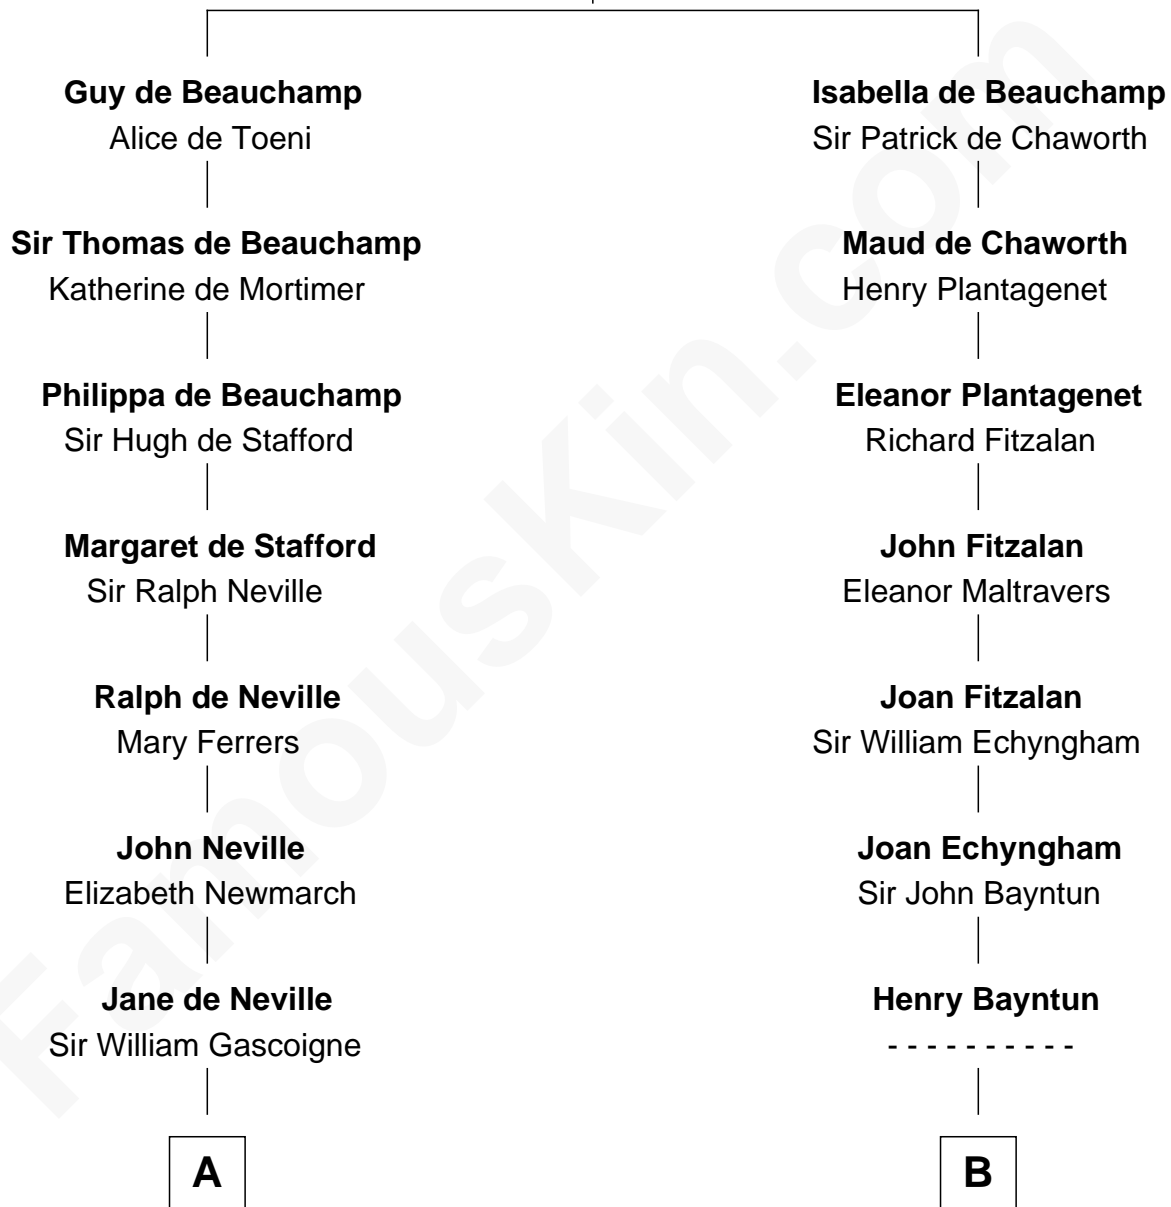 Guy de Beauchamp
Alice de Toeni
Sir Thomas de Beauchamp
Katherine de Mortimer
Philippa de Beauchamp
Sir Hugh de Stafford
Margaret de Stafford
Sir Ralph Neville
Ralph de Neville
Mary Ferrers
John Neville
Elizabeth Newmarch
Jane de Neville
Sir William Gascoigne
A
Isabella de Beauchamp
Sir Patrick de Chaworth
Maud de Chaworth
Henry Plantagenet
Eleanor Plantagenet
Richard Fitzalan
John Fitzalan
Eleanor Maltravers
Joan Fitzalan
Sir William Echyngham
Joan Echyngham
Sir John Bayntun
Henry Bayntun
- - - - - - - - - -
B
FamousKin.com